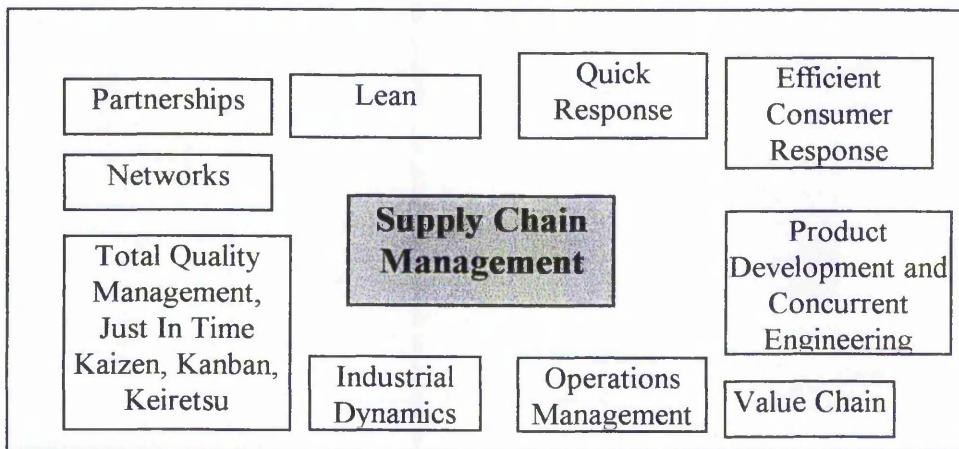 Partnerships
Lean
Quick
Response
Efficient
Consumer
Response
Networks
Supply Chain
Management
Total Quality
Management,
Just In Time
Kaizen, Kanban,
Keiretsu
Product
Development and
Concurrent
Engineering
Industrial
Dynamics
Operations
Management
Value Chain